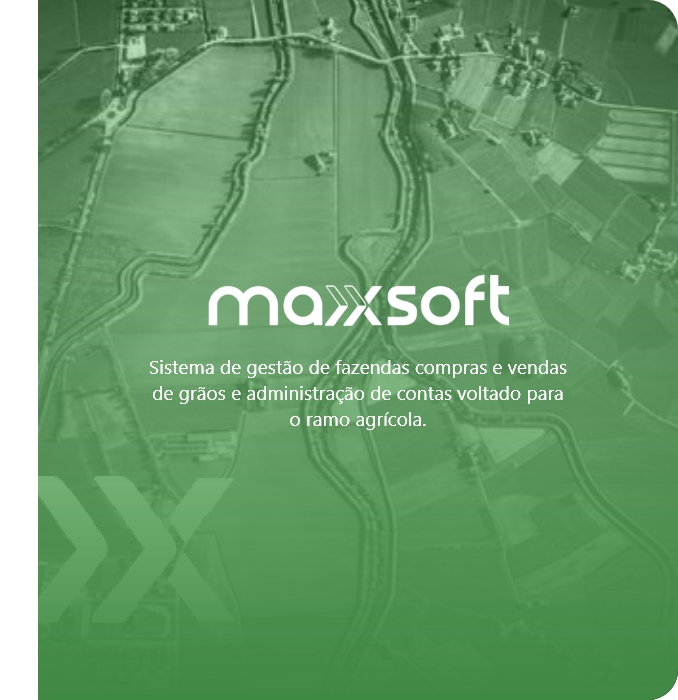 maxxsoft
Sistema de gestão de fazendas compras e vendas
de grãos e administração de contas voltado para
o ramo agrícola.